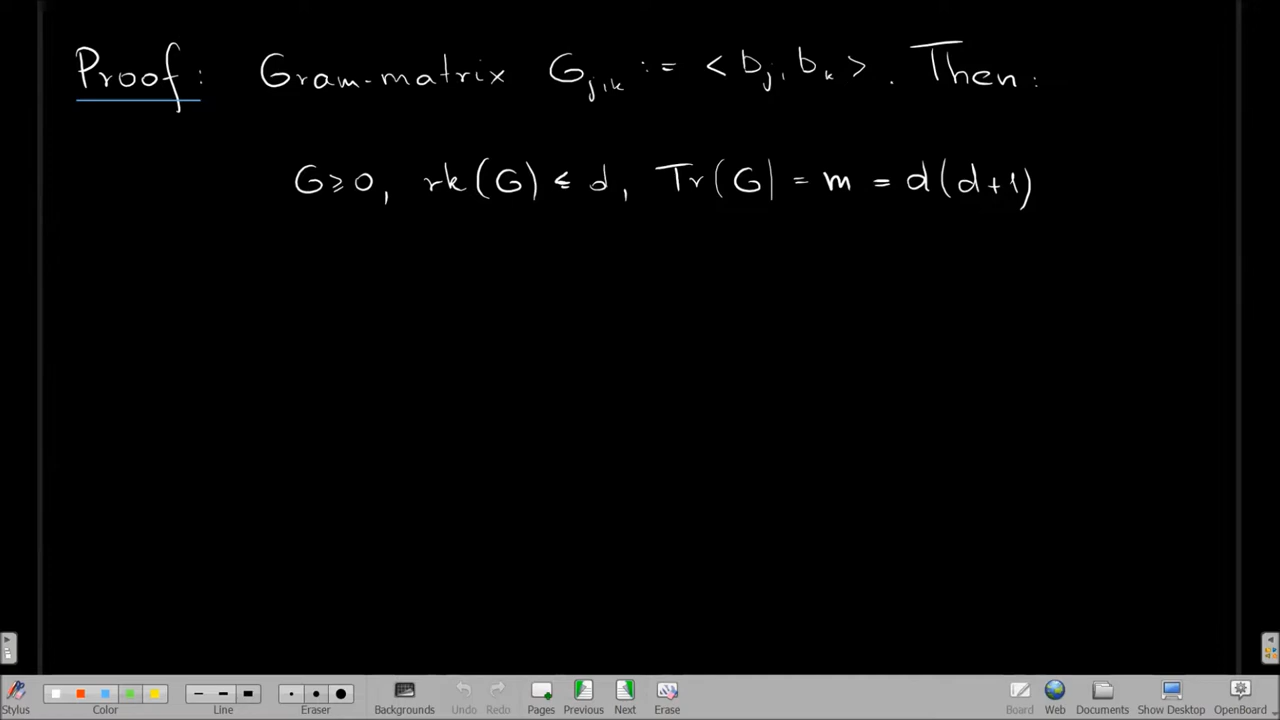 Proof: Gram-matrix G_{j,k} := <b_j, b_k>. Then:
G≥0, rk(G) ≤ d, Tr(G) = m = d(d+1)
Stylus Color Line Eraser Backgrounds Undo Redo Pages Previous Next Erase Board Web Documents Show Desktop OpenBoard